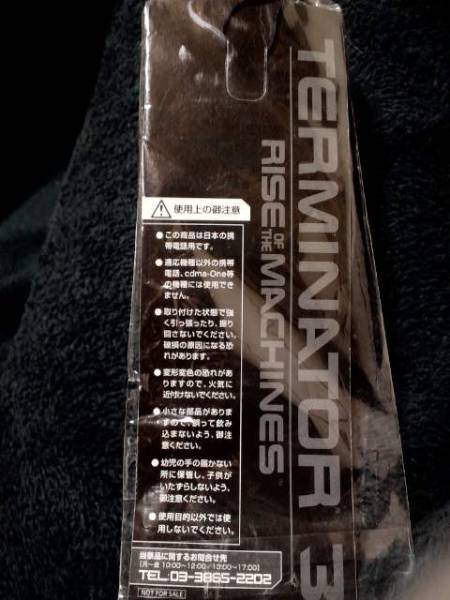 TERMINATOR 3
RISE OF THE MACHINES
使用上の御注意
●この商品は日本の携
帯電話用です。
●適応機種以外の携帯
電話、cdma-One等
の機種には使用でき
ません。
●取り付けた状態で強
く引っ張ったり、振り
回さないでください。
破損の原因になる恐
れがあります。
●変形変色の恐れがあ
りますので、火気に
近付けないでください。
●小さな部品がありま
すので、誤って飲み
込まないよう、御注
意ください。
●幼児の手の届かない
所に保管し、子供が
いたずらしないよう、
御注意ください。
●使用目的以外では使
用しないでください。
当景品に関するお問合せ先
[月〜金 10:00〜12:00/13:00〜17:00]
TEL:03-3865-2202
NOT FOR SALE